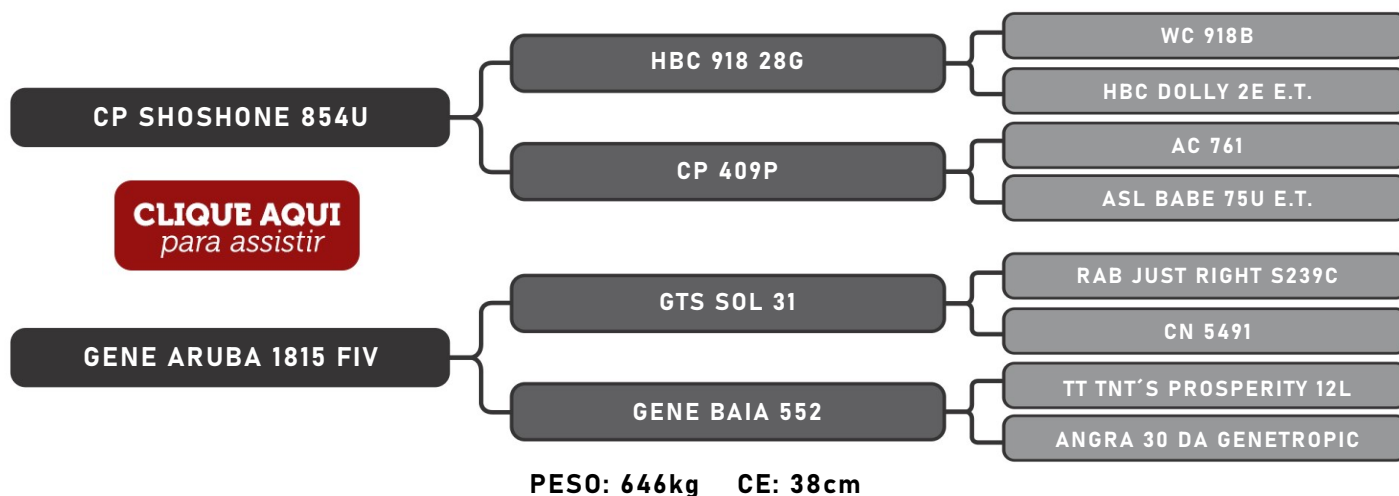 WC 918B
HBC 918 28G
HBC DOLLY 2E E.T.
CP SHOSHONE 854U
AC 761
CP 409P
ASL BABE 75U E.T.
CLIQUE AQUI
para assistir
RAB JUST RIGHT S239C
GTS SOL 31
CN 5491
GENE ARUBA 1815 FIV
TT TNT´S PROSPERITY 12L
GENE BAIA 552
ANGRA 30 DA GENETROPIC
PESO: 646kg CE: 38cm